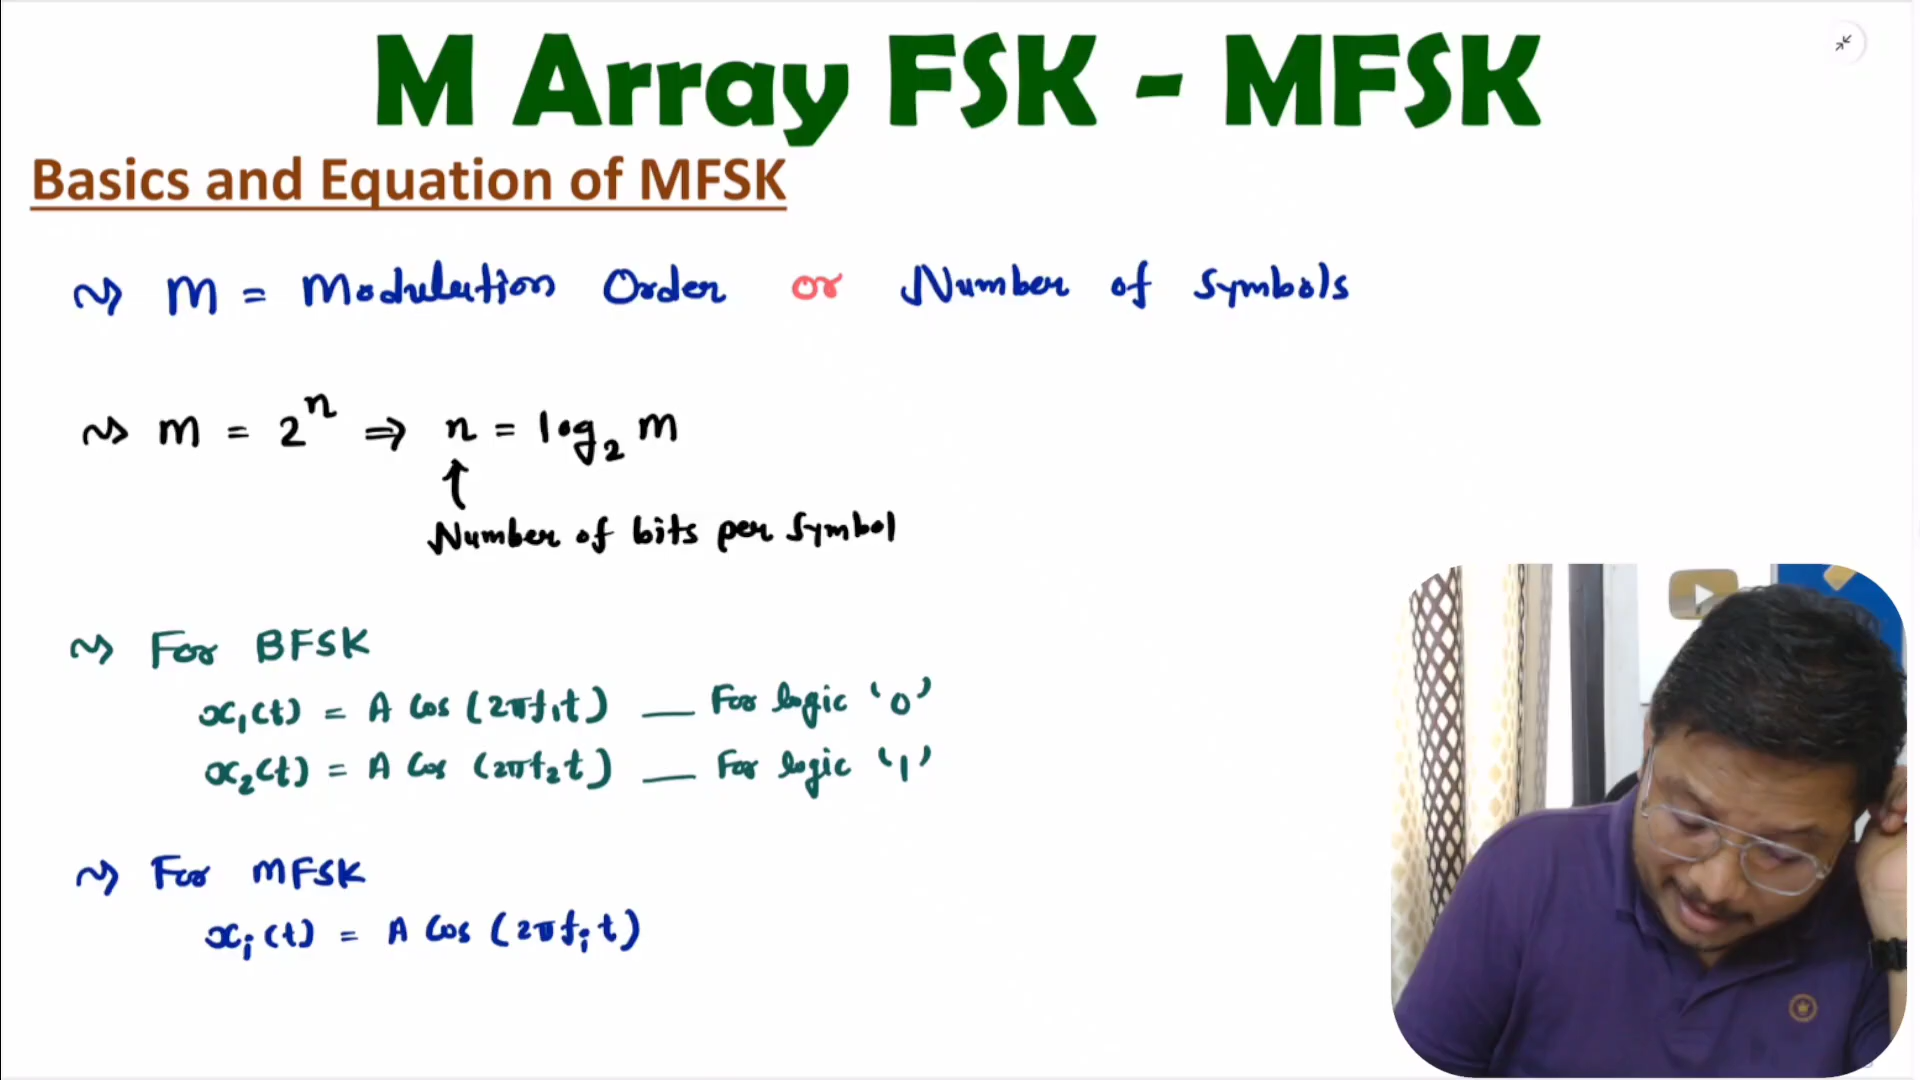 M Array FSK - MFSK
Basics and Equation of MFSK
~> M = Modulation Order or Number of Symbols
~> M = 2^n ⇒ n = log₂ M
↑
Number of bits per Symbol
~> For BFSK
x₁(t) = A Cos (2πf₁t) __ For logic '0'
x₂(t) = A Cos (2πf₂t) __ For logic '1'
~> For MFSK
xᵢ(t) = A Cos (2πfᵢt)